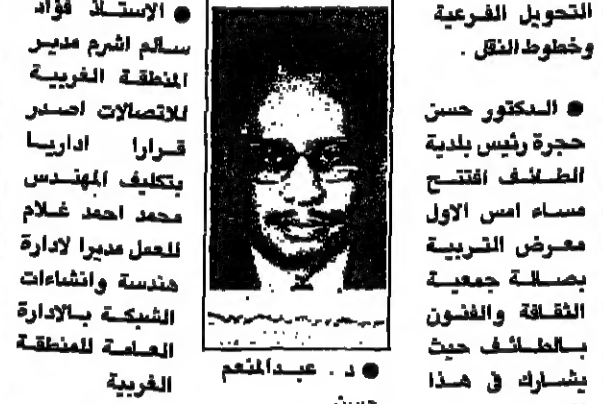 التحويل الفرعية
وخطوط النقل .
● الدكتور حسن
حجرة رئيس بلدية
الطائف افتتح
مساء امس الاول
معرض التربية
بصالة جمعية
الثقافة والفنون
بالطائف حيث
يشارك في هذا
● د . عبدالمنعم
حسن
● الاستاذ فؤاد
سالم اشرم مدير
المنطقة الغربية
للاتصالات اصدر
قرارا اداريا
بتكليف المهندس
محمد احمد غلام
للعمل مديرا لادارة
هندسة وانشاءات
الشبكة بالادارة
العامة للمنطقة
الغربية